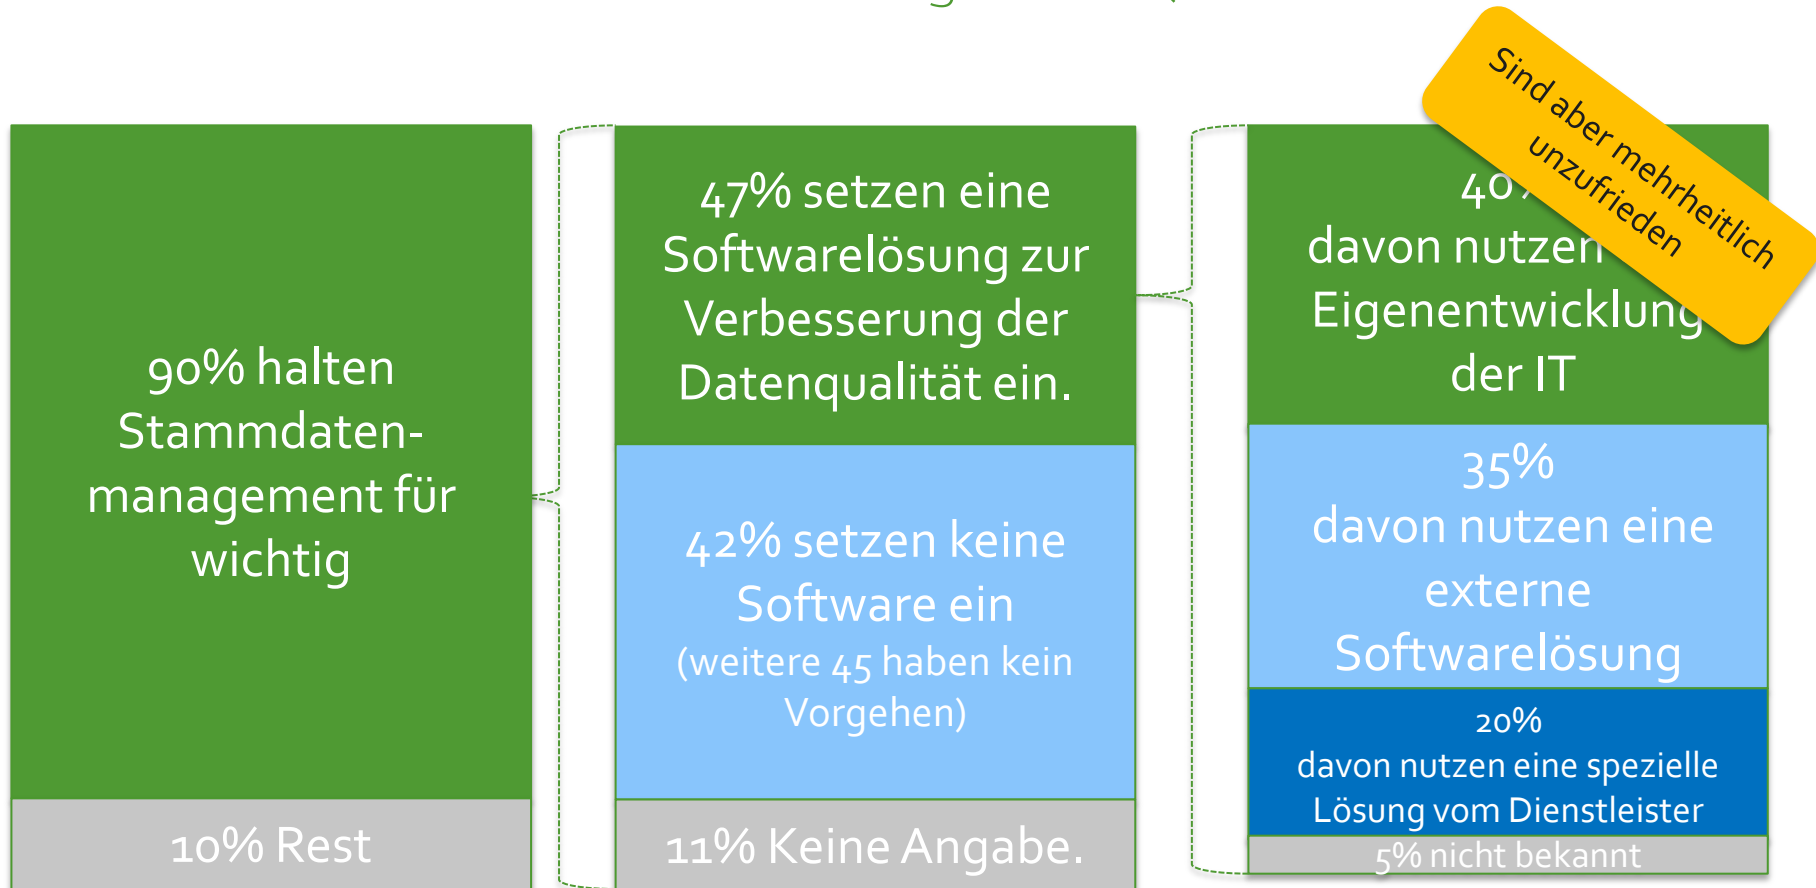 90% halten
Stammdaten-
management für
wichtig
10% Rest
47% setzen eine
Softwarelösung zur
Verbesserung der
Datenqualität ein.
42% setzen keine
Software ein
(weitere 45 haben kein
Vorgehen)
11% Keine Angabe.
Sind aber mehrheitlich
unzufrieden
40%
davon nutzen
Eigenentwicklung
der IT
35%
davon nutzen eine
externe
Softwarelösung
20%
davon nutzen eine spezielle
Lösung vom Dienstleister
5% nicht bekannt